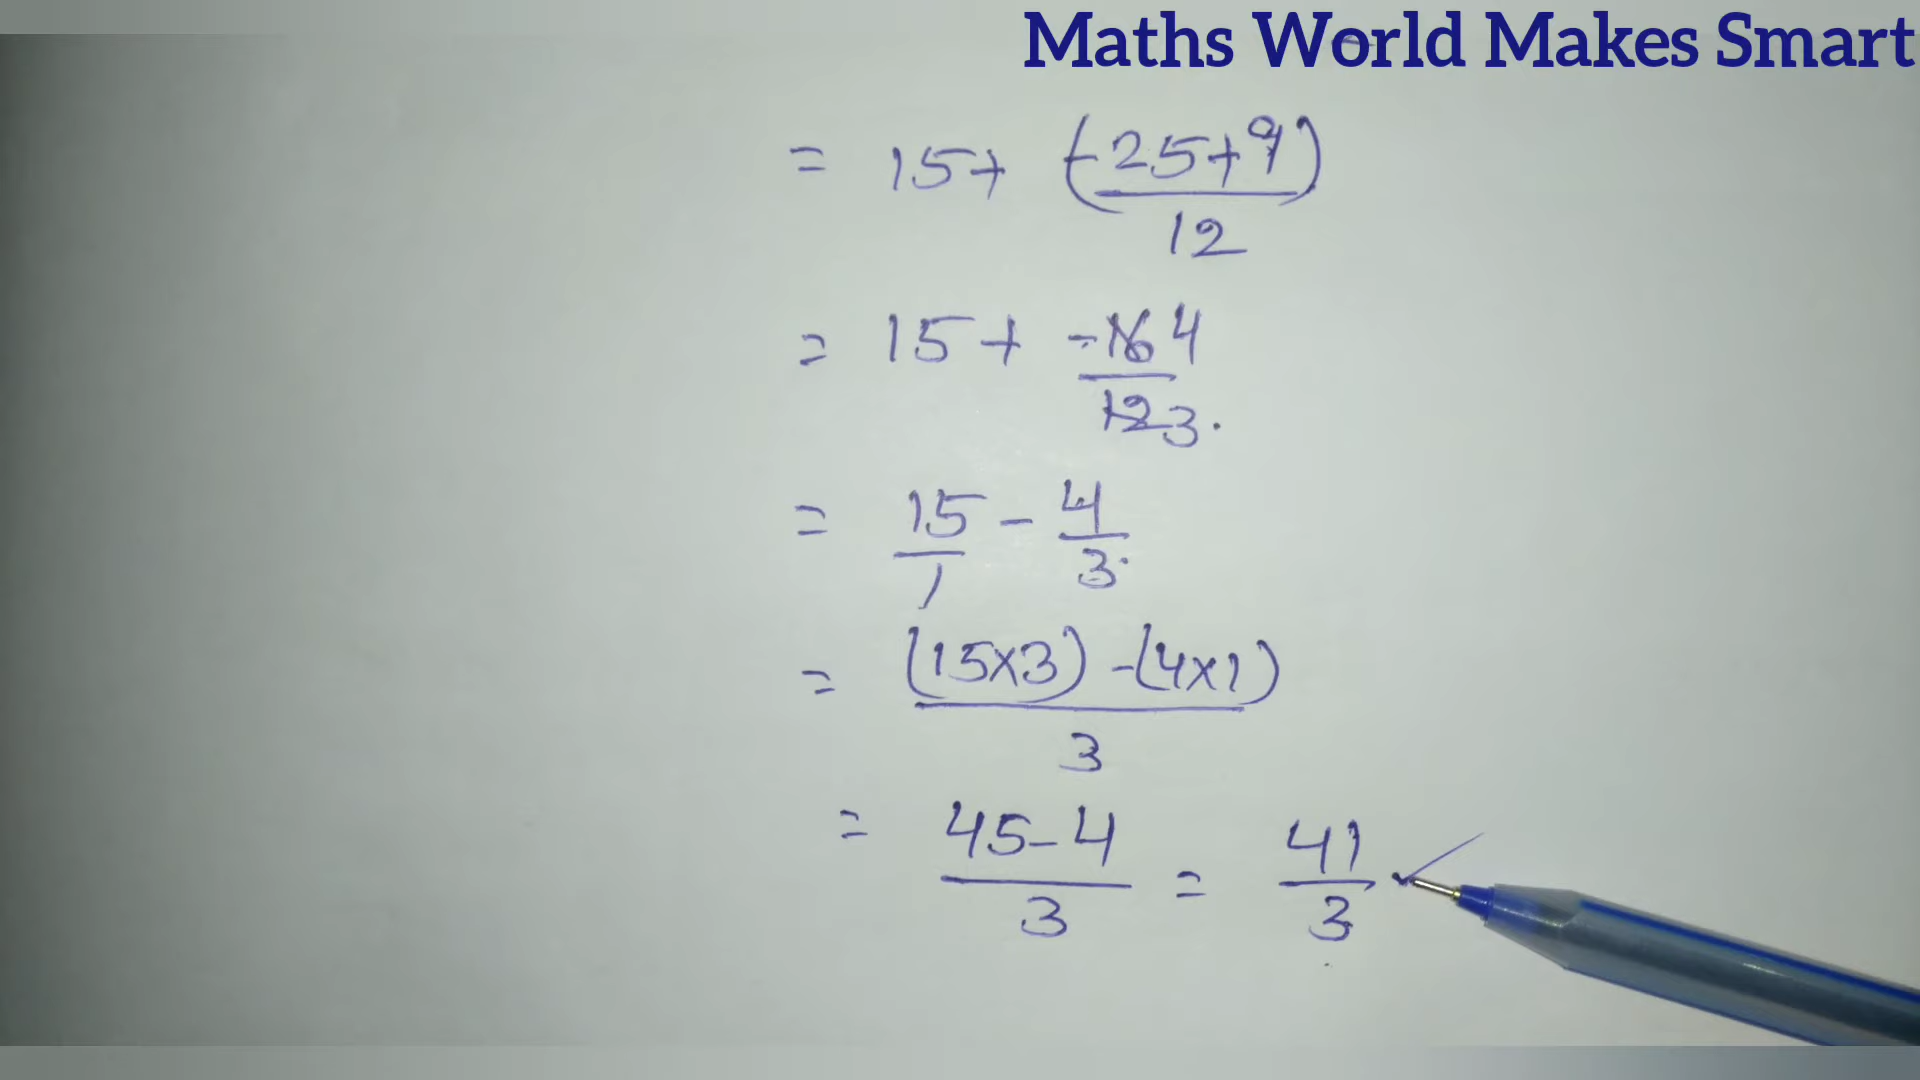 Maths World Makes Smart
= 15+ (-25+9)/12
= 15+ -16 4/12 3.
= 15/1 - 4/3.
= (15×3) -(4×1)/3
= 45-4/3 = 41/3 ✓